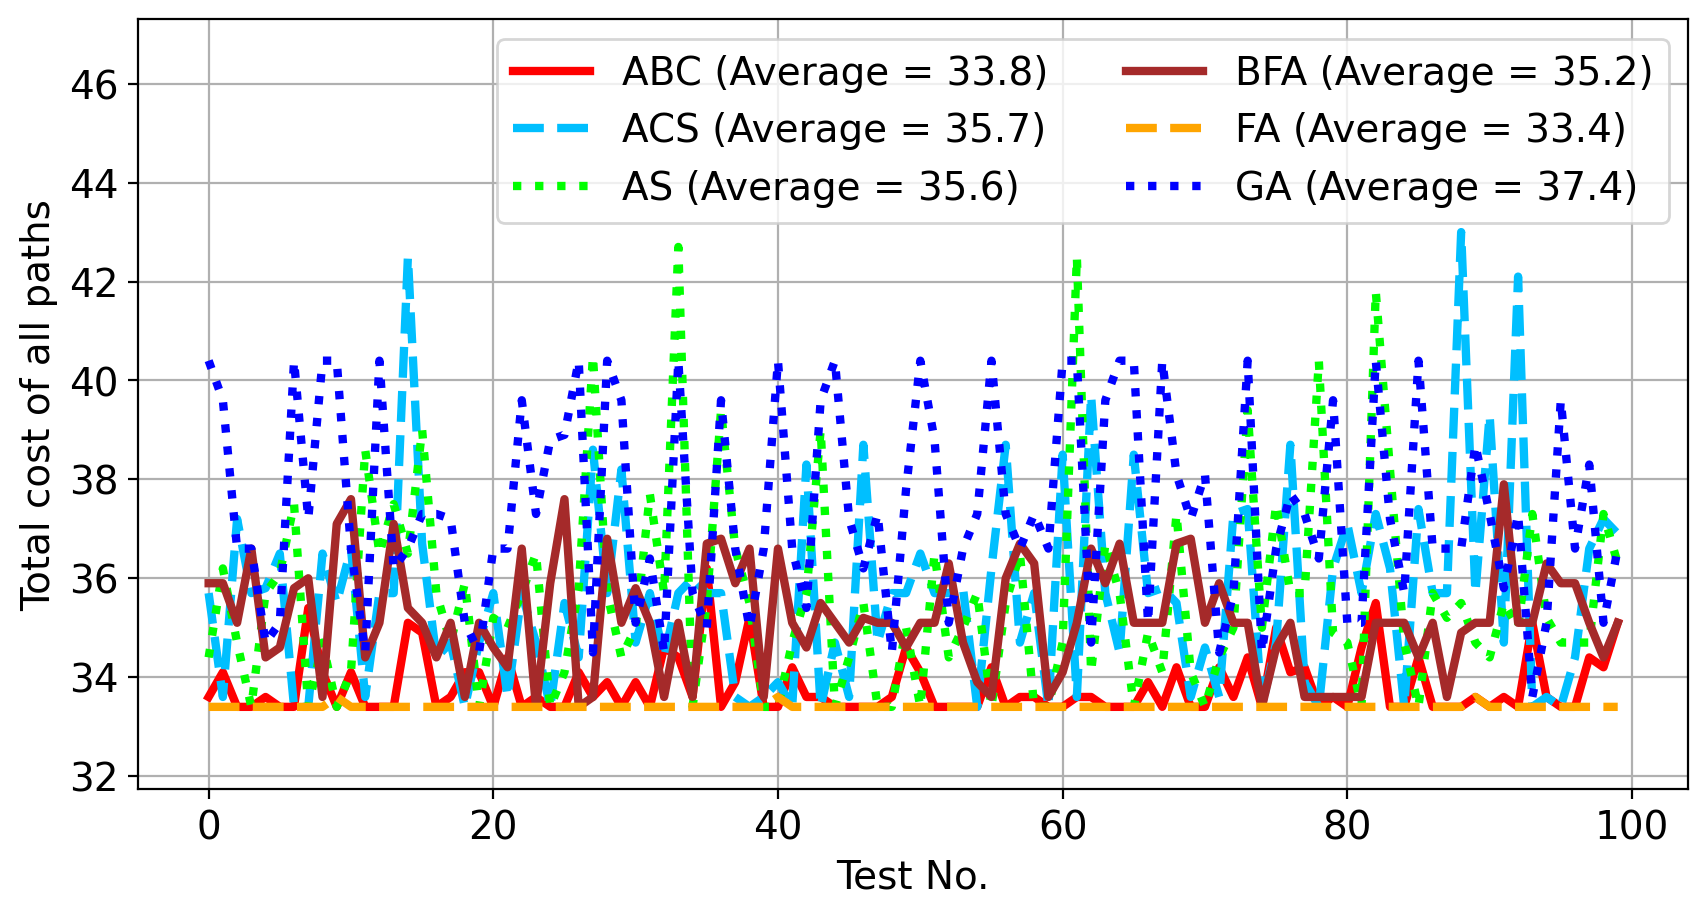 ABC (Average = 33.8)
ACS (Average = 35.7)
AS (Average = 35.6)
BFA (Average = 35.2)
FA (Average = 33.4)
GA (Average = 37.4)
Total cost of all paths
46
44
42
40
38
36
34
32
0 20 40 60 80 100
Test No.